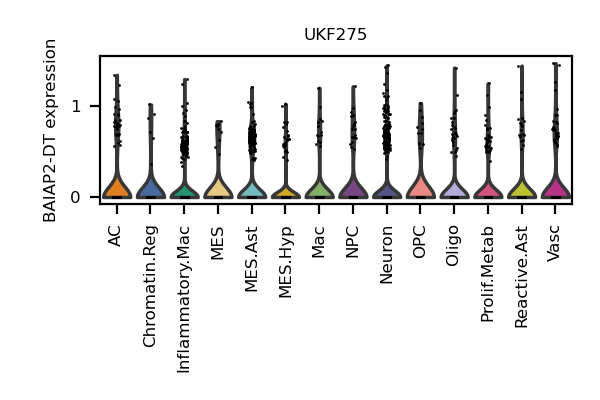 UKF275
BAIAP2-DT expression
1
0
AC
Chromatin.Reg
Inflammatory.Mac
MES
MES.Ast
MES.Hyp
Mac
NPC
Neuron
OPC
Oligo
Prolif.Metab
Reactive.Ast
Vasc